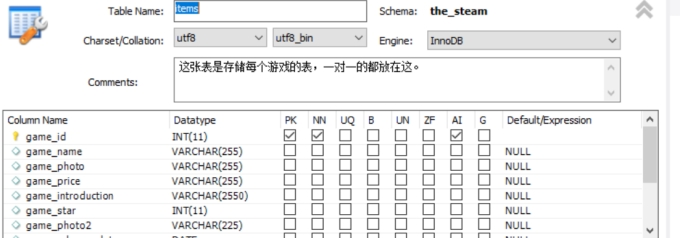 Table Name: items Schema: the_steam
Charset/Collation: utf8 utf8_bin Engine: InnoDB
Comments: 这张表是存储每个游戏的表，一对一的都放在这。
Column Name Datatype PK NN UQ B UN ZF AI G Default/Expression
game_id INT(11)
game_name VARCHAR(255) NULL
game_photo VARCHAR(255) NULL
game_price VARCHAR(255) NULL
game_introduction VARCHAR(2550) NULL
game_star INT(11) NULL
game_photo2 VARCHAR(225) NULL